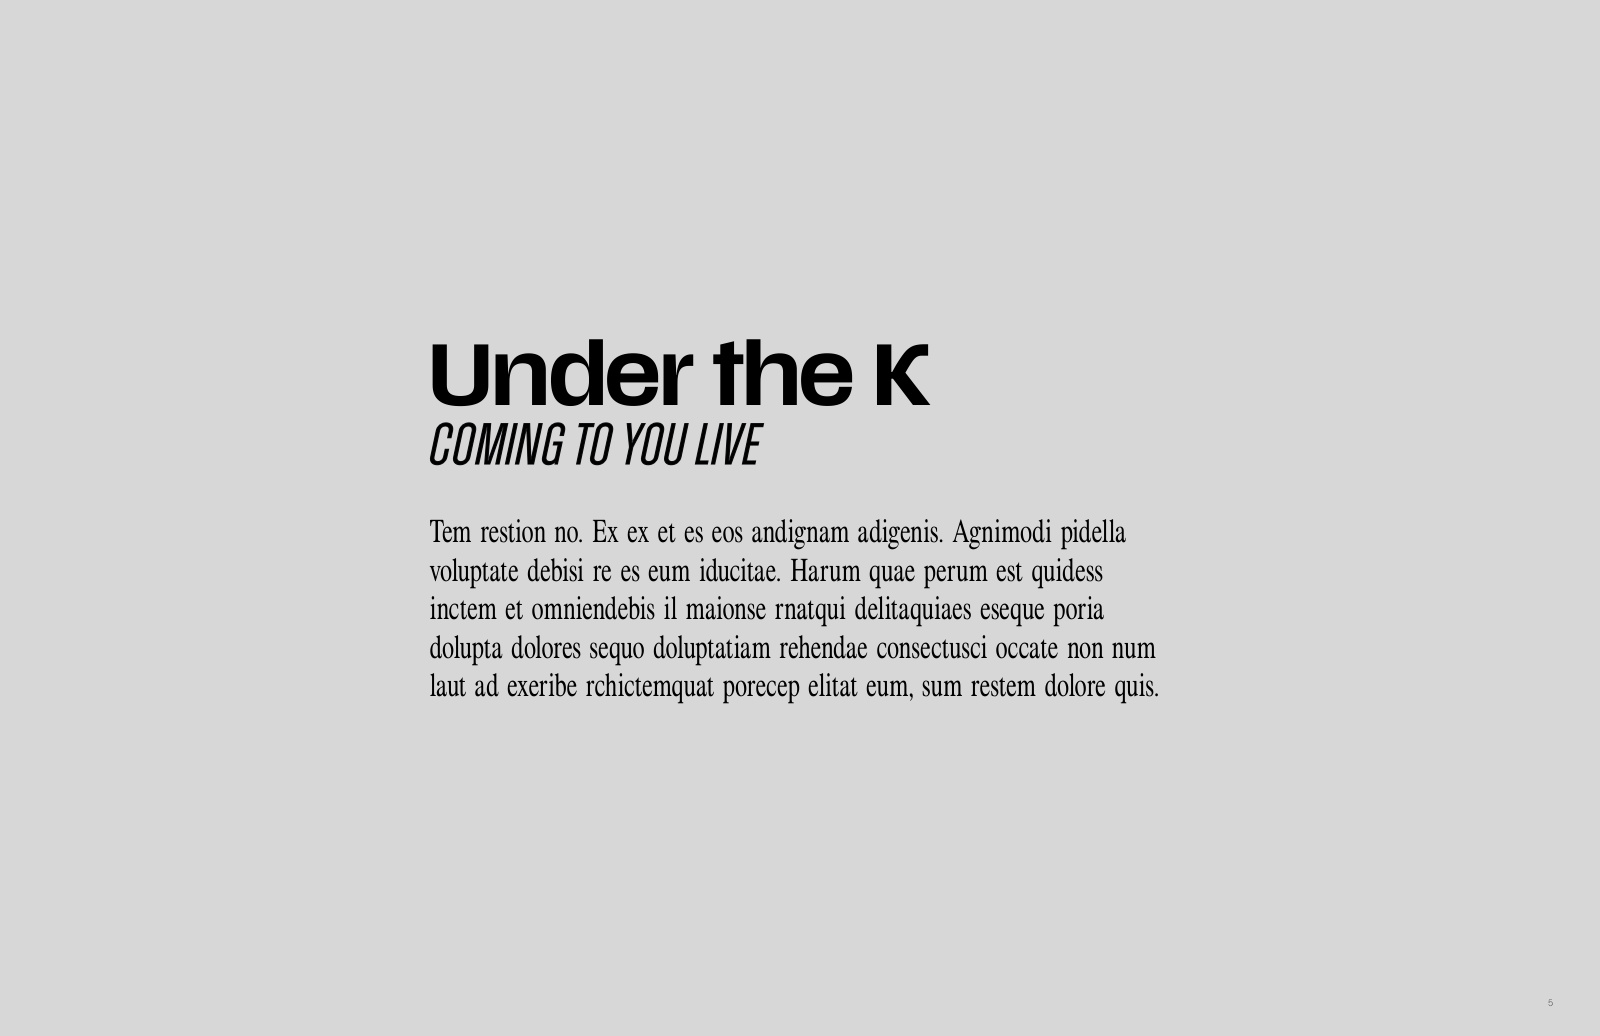 Under the K
COMING TO YOU LIVE
Tem restion no. Ex ex et es eos andignam adigenis. Agnimodi pidella
voluptate debisi re es eum iducitae. Harum quae perum est quidess
inctem et omniendebis il maionse rnatqui delitaquiaes eseque poria
dolupta dolores sequo doluptatiam rehendae consectusci occate non num
laut ad exeribe rchictemquat porecep elitat eum, sum restem dolore quis.
5